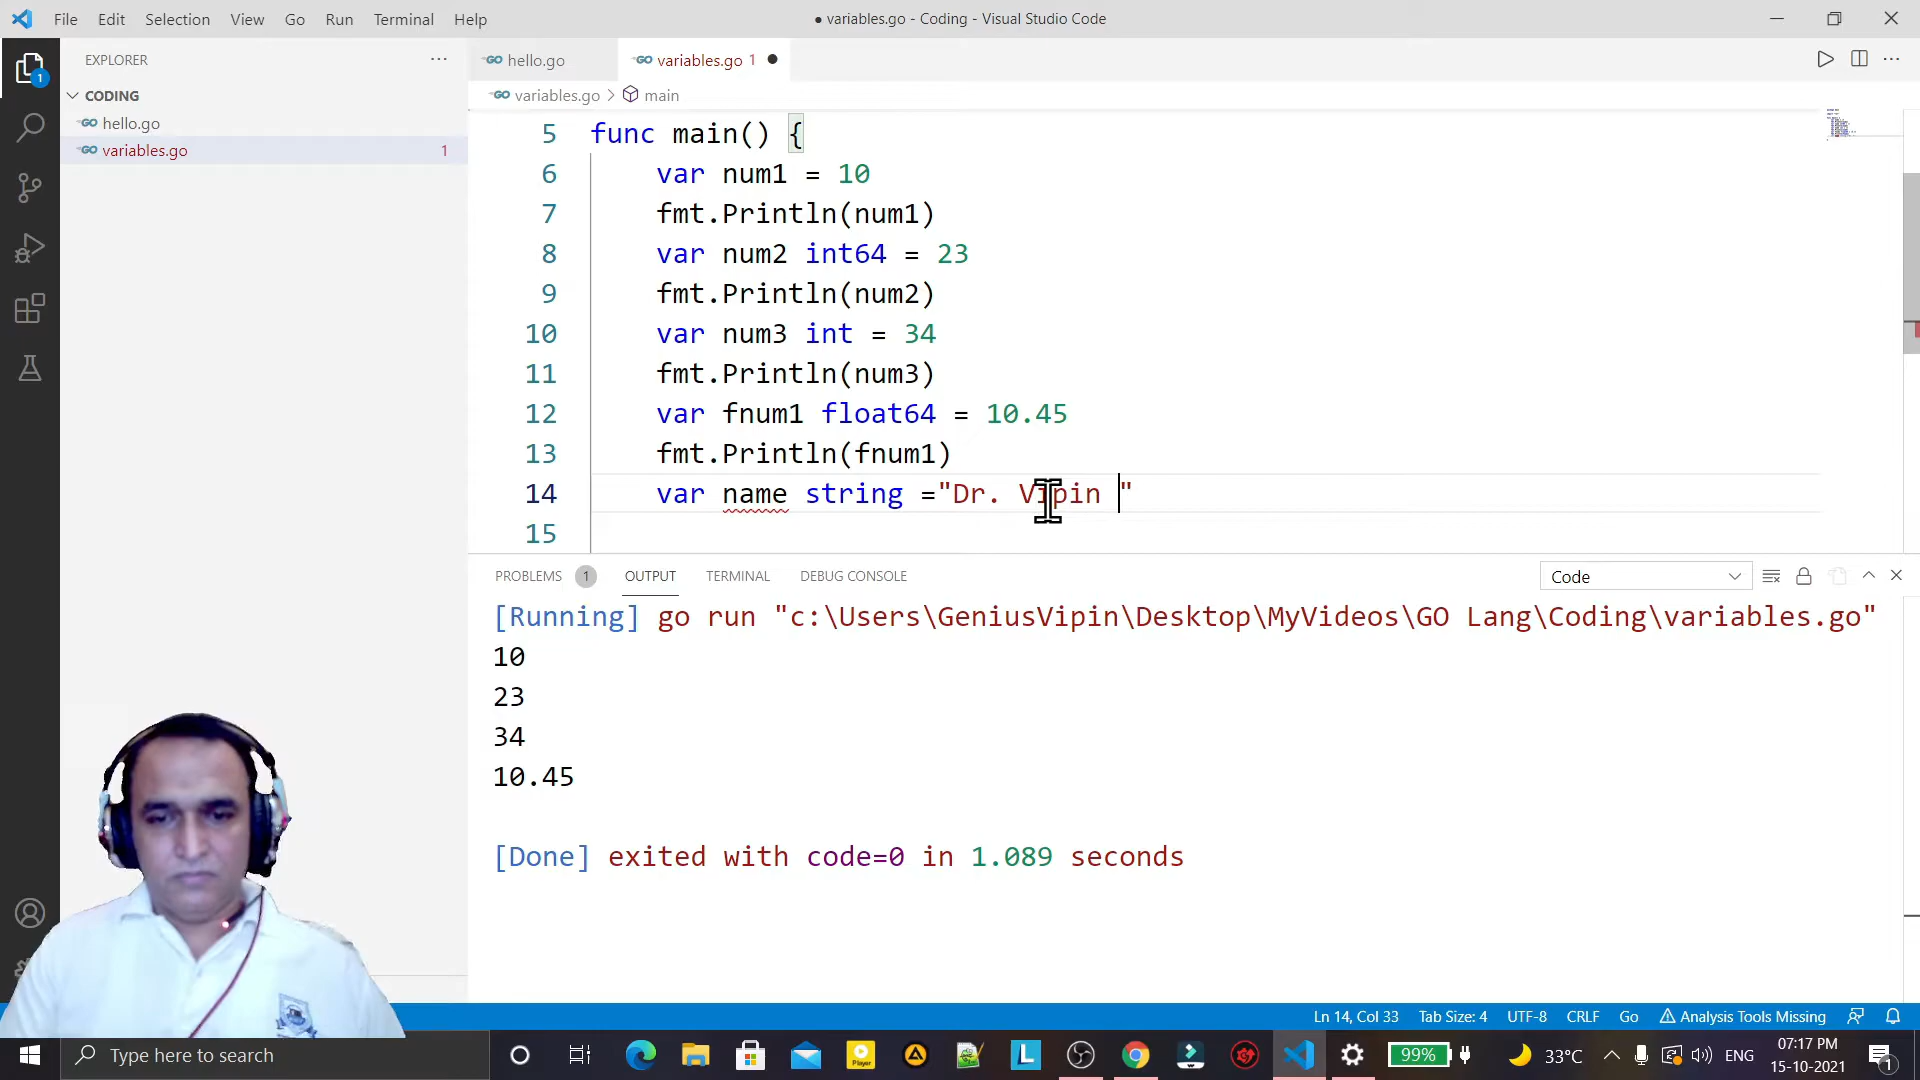 File Edit Selection View Go Run Terminal Help
● variables.go - Coding - Visual Studio Code
EXPLORER
CODING
hello.go
variables.go 1
1
hello.go
variables.go 1
variables.go > main
5 func main() {
6 var num1 = 10
7 fmt.Println(num1)
8 var num2 int64 = 23
9 fmt.Println(num2)
10 var num3 int = 34
11 fmt.Println(num3)
12 var fnum1 float64 = 10.45
13 fmt.Println(fnum1)
14 var name string ="Dr. Vipin "
15
PROBLEMS 1 OUTPUT TERMINAL DEBUG CONSOLE
Code
[Running] go run "c:\Users\GeniusVipin\Desktop\MyVideos\GO Lang\Coding\variables.go"
10
23
34
10.45
[Done] exited with code=0 in 1.089 seconds
Ln 14, Col 33 Tab Size: 4 UTF-8 CRLF Go Analysis Tools Missing
Type here to search
Player
L
99%
33°C
ENG
07:17 PM
15-10-2021
1